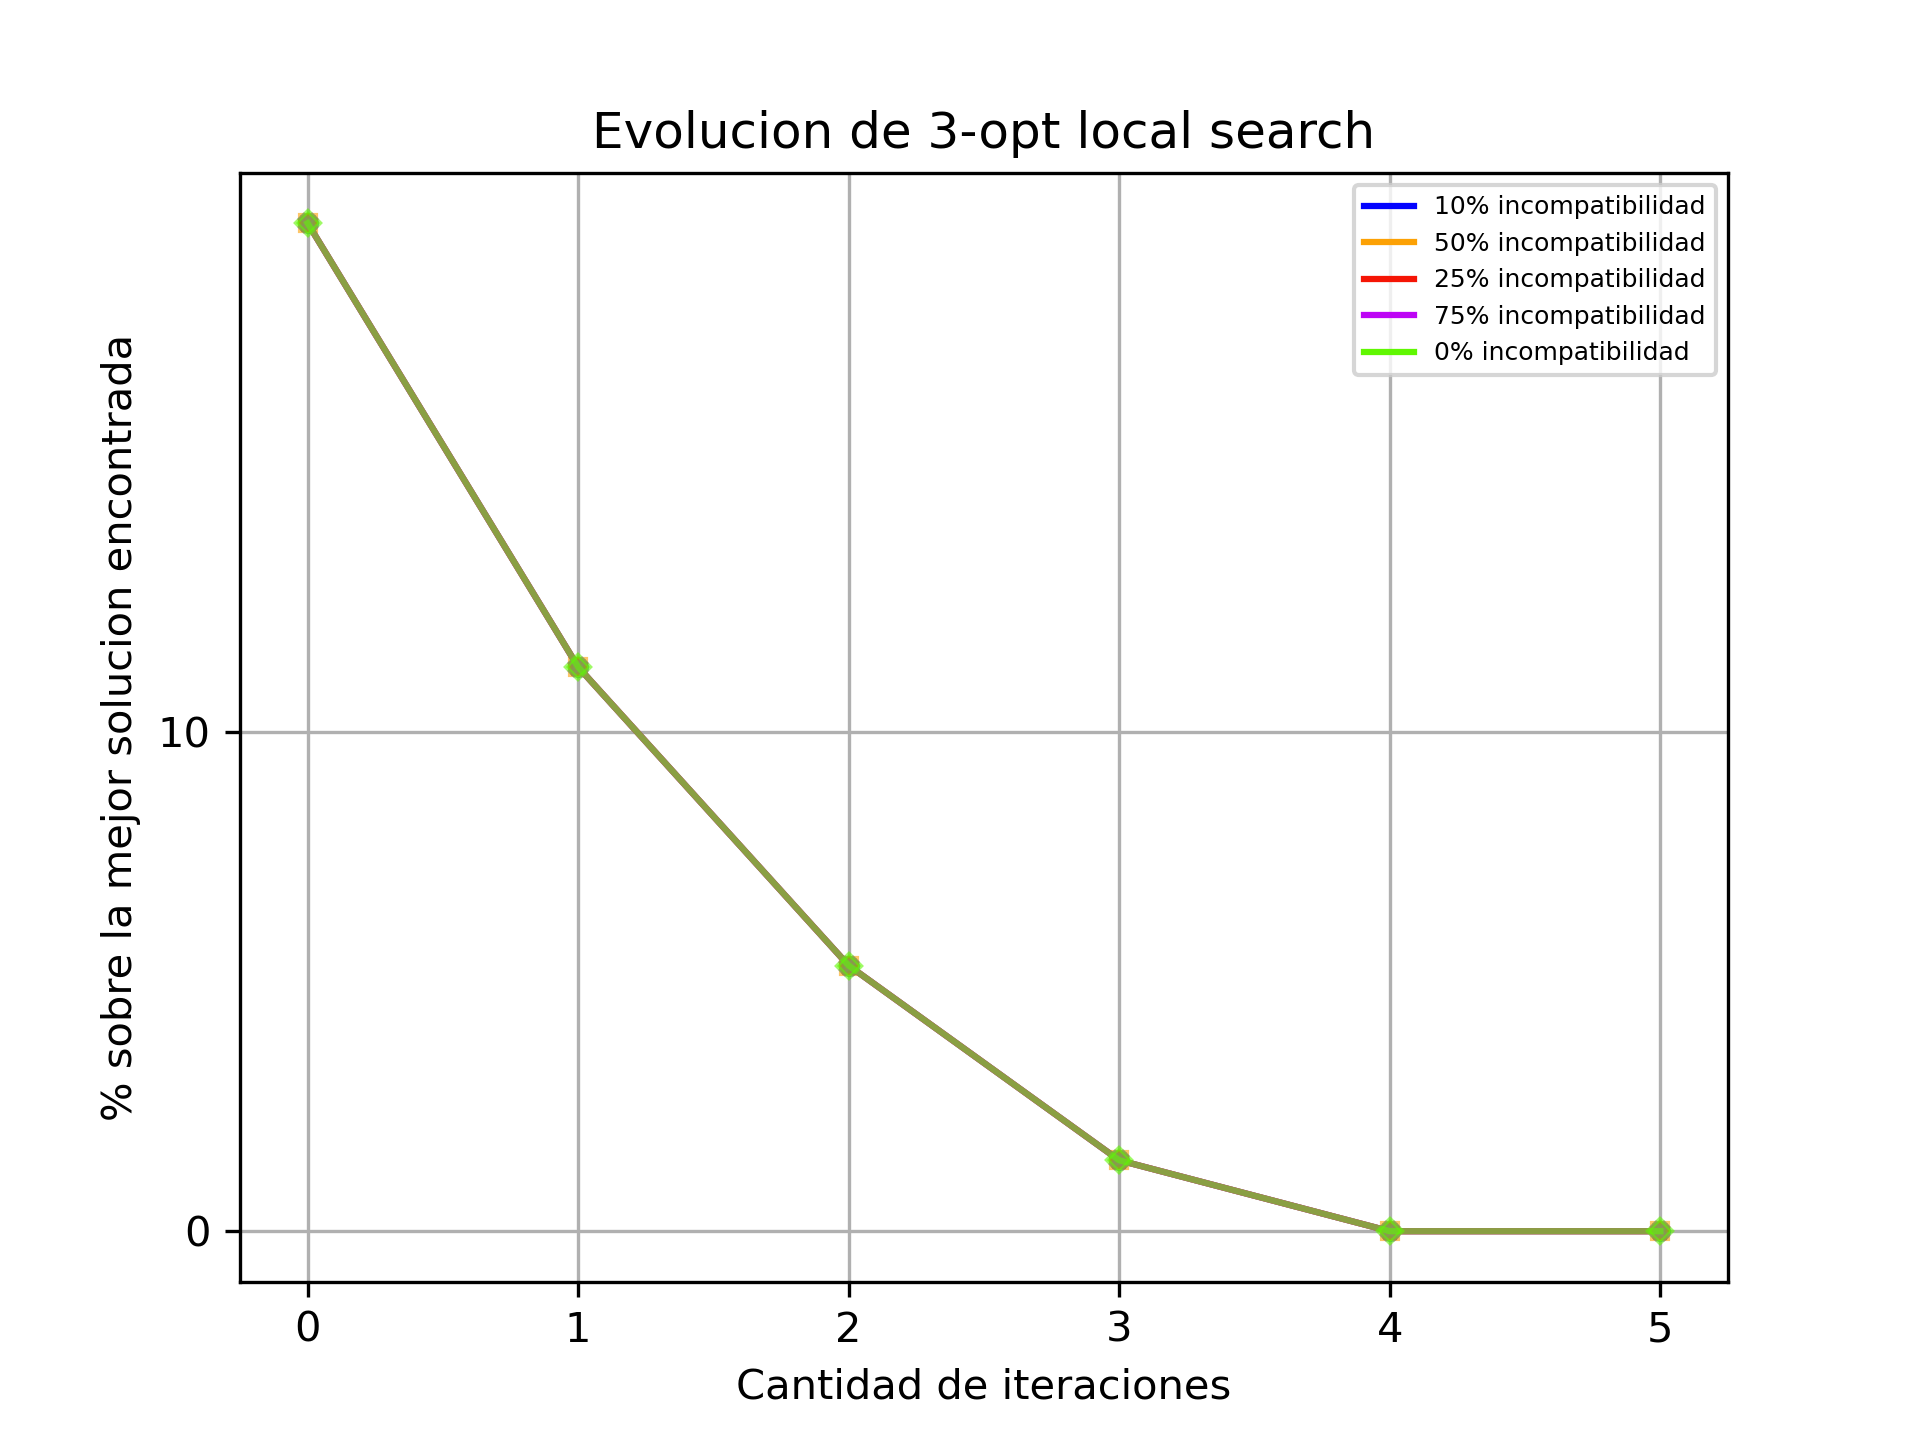 Evolucion de 3-opt local search
10% incompatibilidad
50% incompatibilidad
25% incompatibilidad
75% incompatibilidad
0% incompatibilidad
% sobre la mejor solucion encontrada
10
0
0 1 2 3 4 5
Cantidad de iteraciones